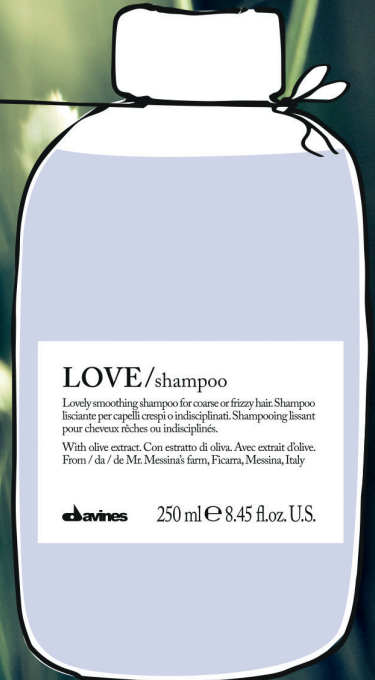 LOVE/shampoo
Lovely smoothing shampoo for coarse or frizzy hair. Shampoo
lisciante per capelli crespi o indisciplinati. Shampooing lissant
pour cheveux rêches ou indisciplinés.
With olive extract. Con estratto di oliva. Avec extrait d'olive.
From / da / de Mr. Messina's farm, Ficarra, Messina, Italy
davines 250 ml ℮ 8.45 fl.oz. U.S.